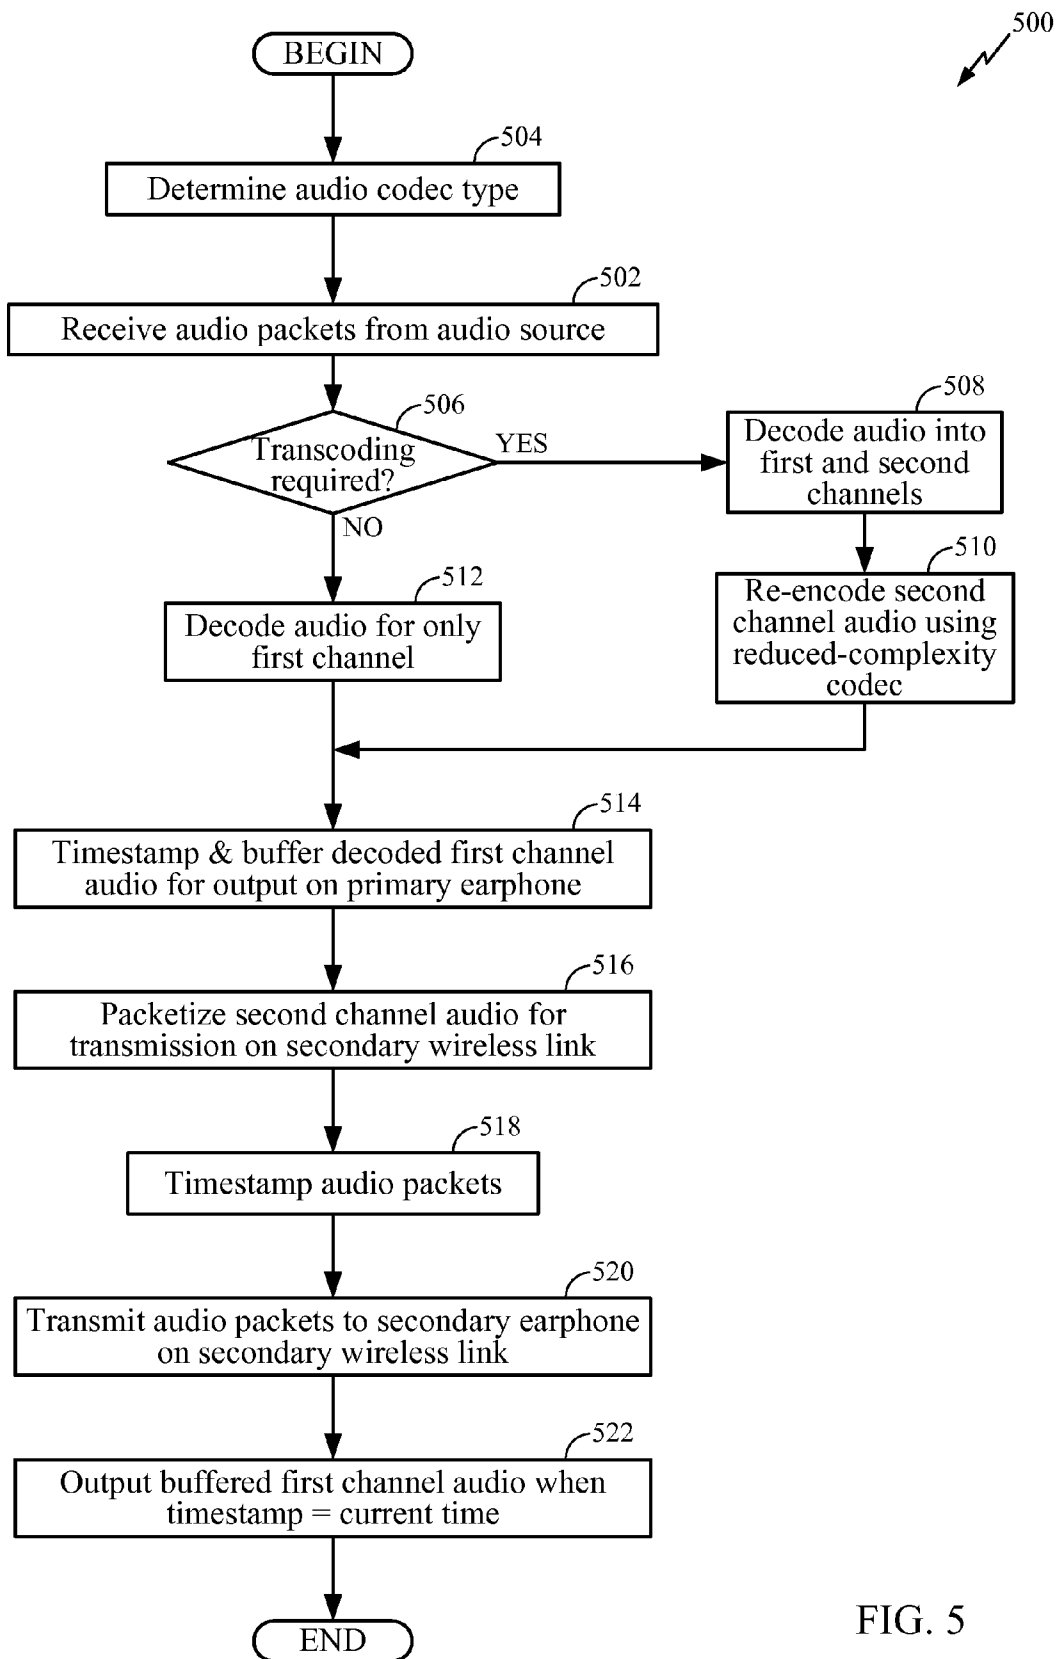 500
BEGIN
504
Determine audio codec type
502
Receive audio packets from audio source
506
Transcoding
required?
YES
NO
508
Decode audio into
first and second
channels
510
Re-encode second
channel audio using
reduced-complexity
codec
512
Decode audio for only
first channel
514
Timestamp & buffer decoded first channel
audio for output on primary earphone
516
Packetize second channel audio for
transmission on secondary wireless link
518
Timestamp audio packets
520
Transmit audio packets to secondary earphone
on secondary wireless link
522
Output buffered first channel audio when
timestamp = current time
END
FIG. 5